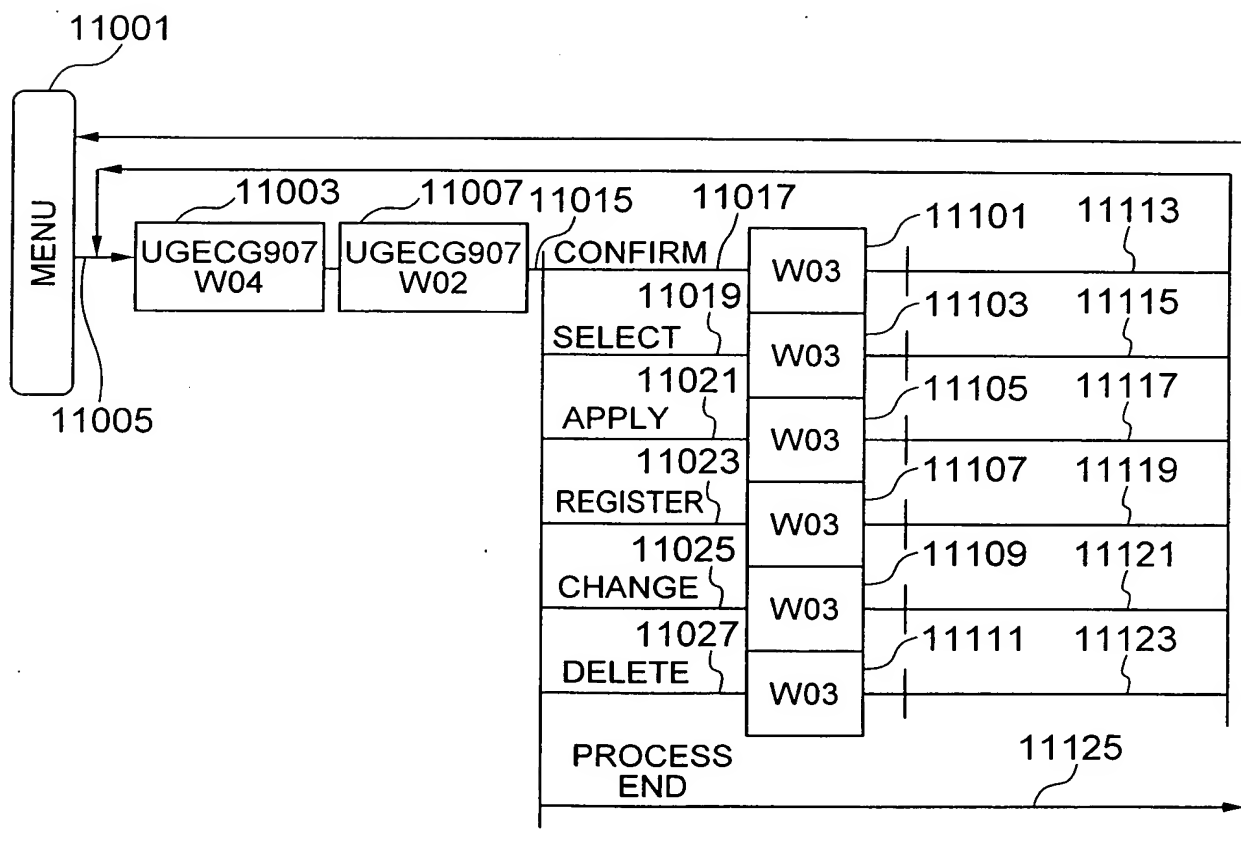 11001
MENU
11005
11003
11007
11015
11017
11101
11113
UGECG907
W04
UGECG907
W02
CONFIRM
W03
11019
11103
11115
SELECT
W03
11021
11105
11117
APPLY
W03
11023
11107
11119
REGISTER
W03
11025
11109
11121
CHANGE
W03
11027
11111
11123
DELETE
W03
PROCESS
END
11125